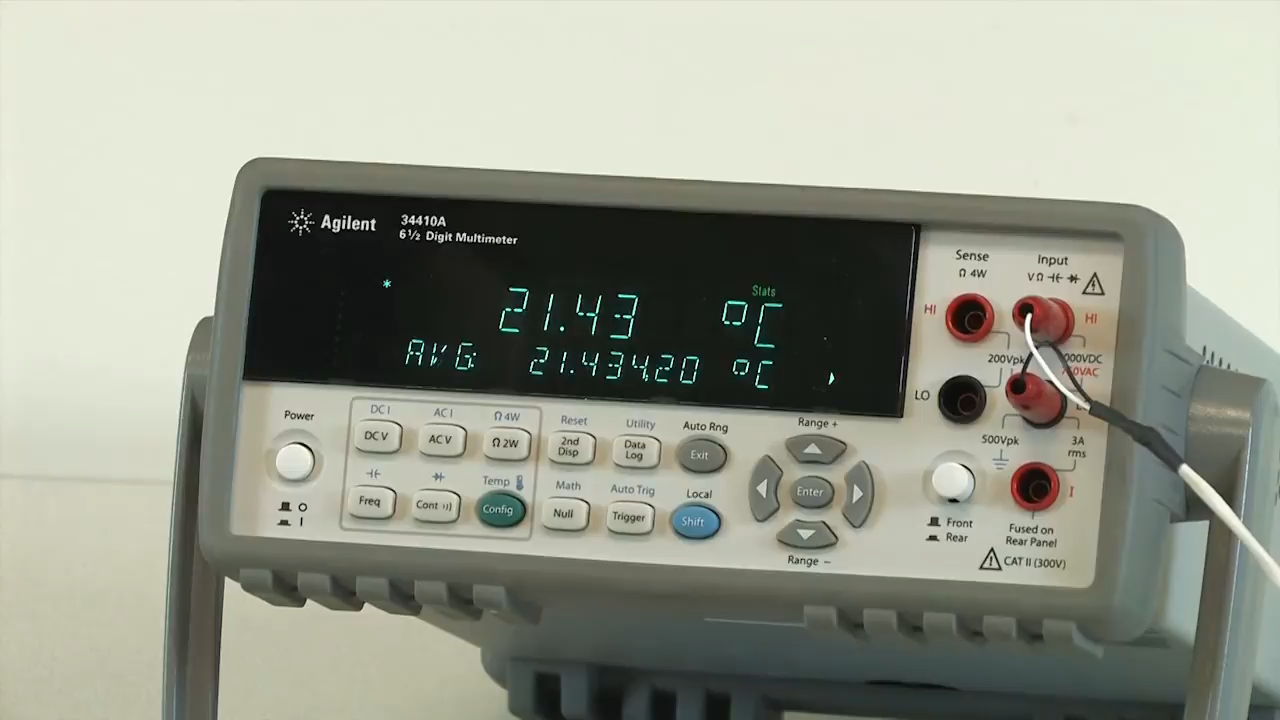 Agilent
34410A
6½ Digit Multimeter
Stats
* 21.43 °C
AVG: 21.434,20 °C
Power
O
I
DC I
AC I
Ω 4W
DC V
AC V
Ω 2W
Temp
Freq
Cont
Config
Reset
Utility
Auto Rng
2nd Disp
Data Log
Exit
Math
Auto Trig
Local
Null
Trigger
Shift
Range +
Enter
Range −
Sense
Ω 4W
Input
V Ω
HI
HI
200Vpk
LO
500Vpk
3A
rms
I
Front
Rear
Fused on
Rear Panel
CAT II (300V)